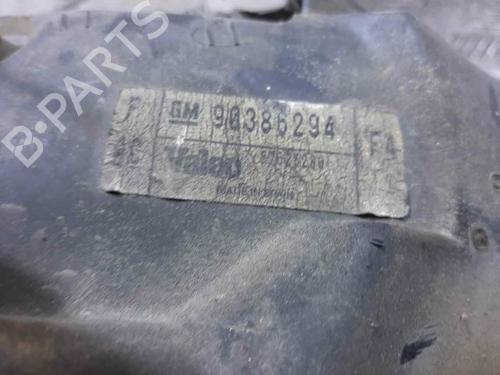 GM 90386294 F4
Valeo
MADE IN SPAIN
B-PARTS